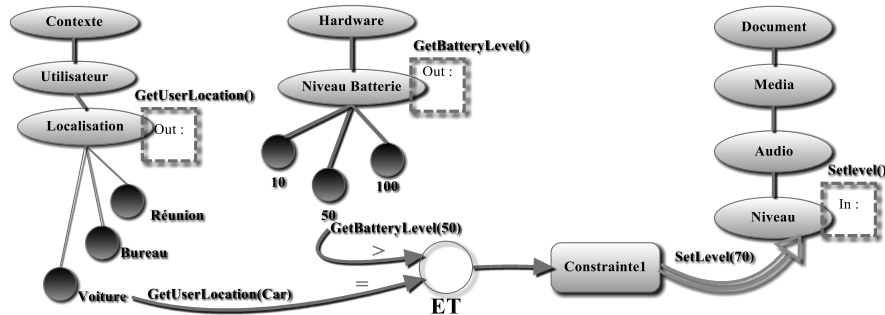 Contexte
Hardware
Document
GetBatteryLevel()
Utilisateur
Out :
Media
Niveau Batterie
GetUserLocation()
Localisation
Out :
Audio
Setlevel()
10
50
100
Niveau
In :
Réunion
GetBatteryLevel(50)
Bureau
>
Constrainte1
SetLevel(70)
Voiture
GetUserLocation(Car)
=
ET